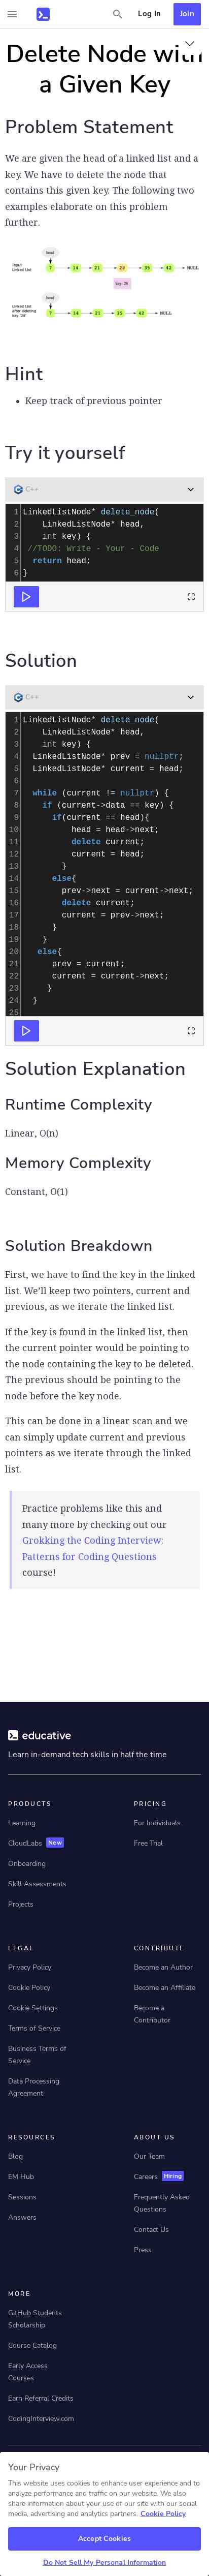 Log In
Join
Delete Node with
a Given Key
Problem Statement
We are given the head of a linked list and a
key. We have to delete the node that
contains this given key. The following two
examples elaborate on this problem
further.
head
Input
Linked List
7
14
21
28
35
42
NULL
key: 28
head
Linked List
after deleting
key '28'
7
14
21
35
42
NULL
Hint
Keep track of previous pointer
Try yourself
C++
1 LinkedListNode* delete_node(
2     LinkedListNode* head,
3     int key) {
4  //TODO: Write - Your - Code
5   return head;
6 }
Solution
C++
1 LinkedListNode* delete_node(
2     LinkedListNode* head,
3     int key) {
4   LinkedListNode* prev = nullptr;
5   LinkedListNode* current = head;
6
7   while (current != nullptr) {
8     if (current->data == key) {
9       if(current == head){
10           head = head->next;
11           delete current;
12           current = head;
13         }
14       else{
15         prev->next = current->next;
16         delete current;
17         current = prev->next;
18       }
19     }
20    else{
21       prev = current;
22       current = current->next;
23      }
24   }
25
Solution Explanation
Runtime Complexity
Linear, O(n)
Memory Complexity
Constant, O(1)
Solution Breakdown
First, we have to find the key in the linked
list. We’ll keep two pointers, current and
previous, as we iterate the linked list.
If the key is found in the linked list, then
the current pointer would be pointing to
the node containing the key to be deleted.
The previous should be pointing to the
node before the key node.
This can be done in a linear scan and we
can simply update current and previous
pointers as we iterate through the linked
list.
Practice problems like this and
many more by checking out our
Grokking the Coding Interview:
Patterns for Coding Questions
course!
educative
Learn in-demand tech skills in half the time
PRODUCTS
Learning
CloudLabs New
Onboarding
Skill Assessments
Projects
PRICING
For Individuals
Free Trial
LEGAL
Privacy Policy
Cookie Policy
Cookie Settings
Terms of Service
Business Terms of
Service
Data Processing
Agreement
CONTRIBUTE
Become an Author
Become an Affiliate
Become a
Contributor
RESOURCES
Blog
EM Hub
Sessions
Answers
ABOUT US
Our Team
Careers Hiring
Frequently Asked
Questions
Contact Us
Press
MORE
GitHub Students
Scholarship
Course Catalog
Early Access
Courses
Earn Referral Credits
CodingInterview.com
Your Privacy
This website uses cookies to enhance user experience and to
analyze performance and traffic on our website. We also share
information about your use of our site with our social
media, advertising and analytics partners. Cookie Policy
Accept Cookies
Do Not Sell My Personal Information